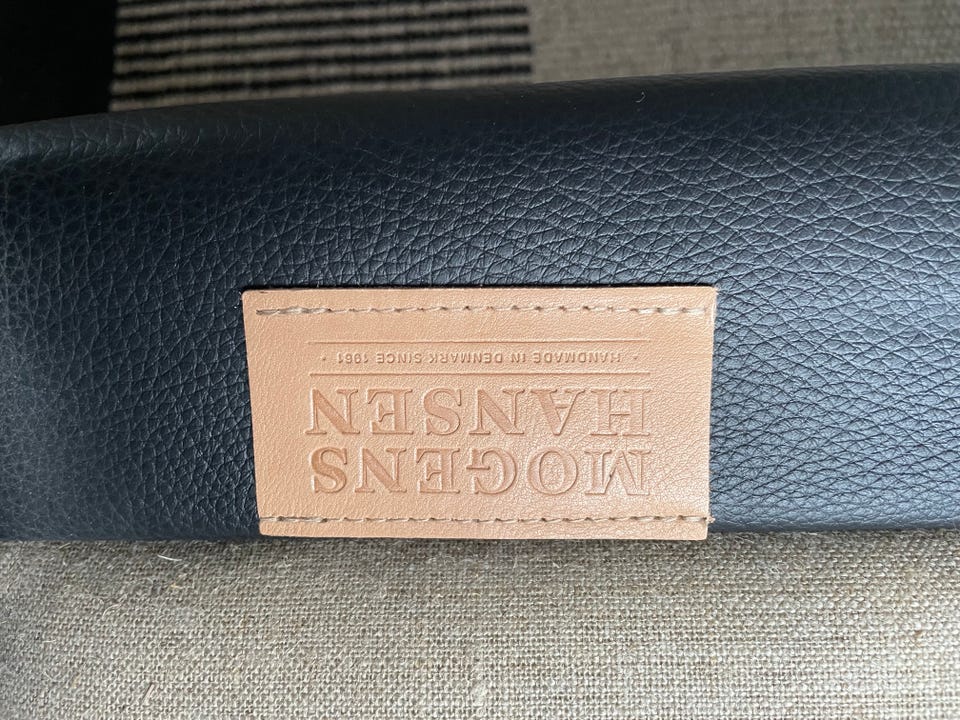 MOGENS
HANSEN
· HANDMADE IN DENMARK SINCE 1961 ·